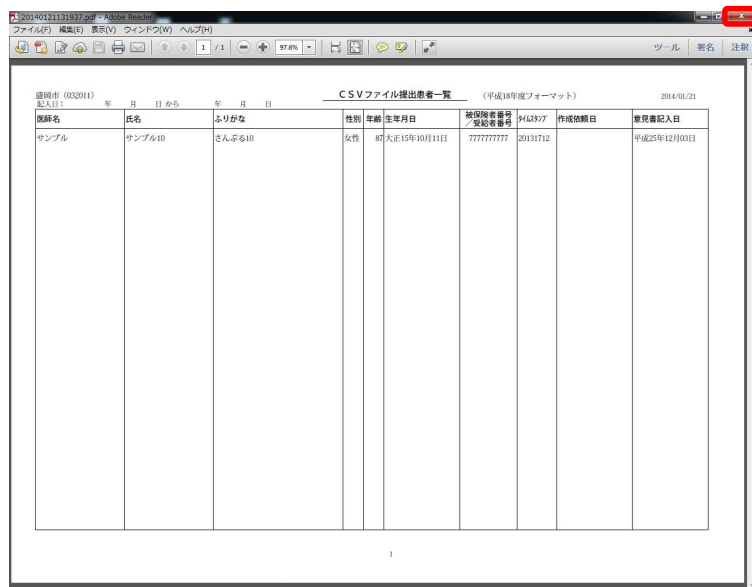 20140121131937.pdf - Adobe Reader
ファイル(F) 編集(E) 表示(V) ウィンドウ(W) ヘルプ(H)
1 / 1 97.6% ツール 署名 注釈
盛岡市 (032011) CSVファイル提出患者一覧 (平成18年度フォーマット) 2014/01/21
記入日: 年 月 日 から 年 月 日
医師名 氏名 ふりがな 性別 年齢 生年月日 被保険者番号／受給者番号 ﾀｲﾑｽﾀﾝﾌﾟ 作成依頼日 意見書記入日
サンプル サンプル10 さんぷる10 女性 87 大正15年10月11日 7777777777 20131712 平成25年12月03日
1